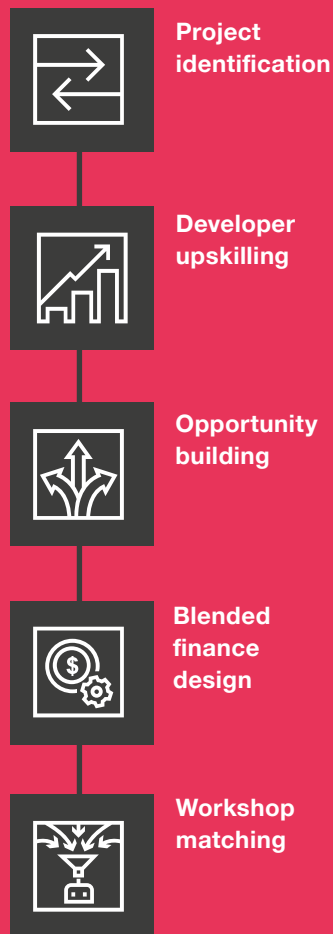 Project
identification
Developer
upskilling
Opportunity
building
Blended
finance
design
$
Workshop
matching